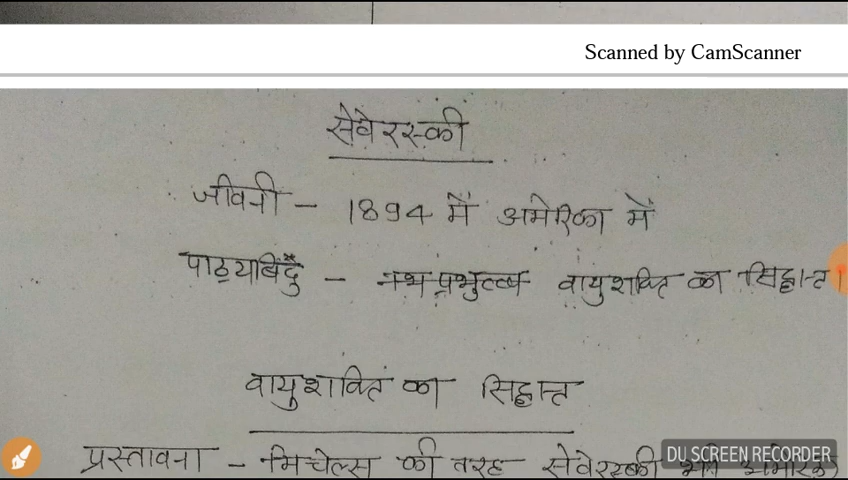 Scanned by CamScanner
सेवेरस्की
जीवनी - 1894 में अमेरिका में
पाठ्यबिंदु - नभ प्रभुत्व वायुशक्ति का सिद्धान्त।
वायुशक्ति का सिद्धान्त
प्रस्तावना - मिचेल्स की तरह सेवेरस्की
DU SCREEN RECORDER